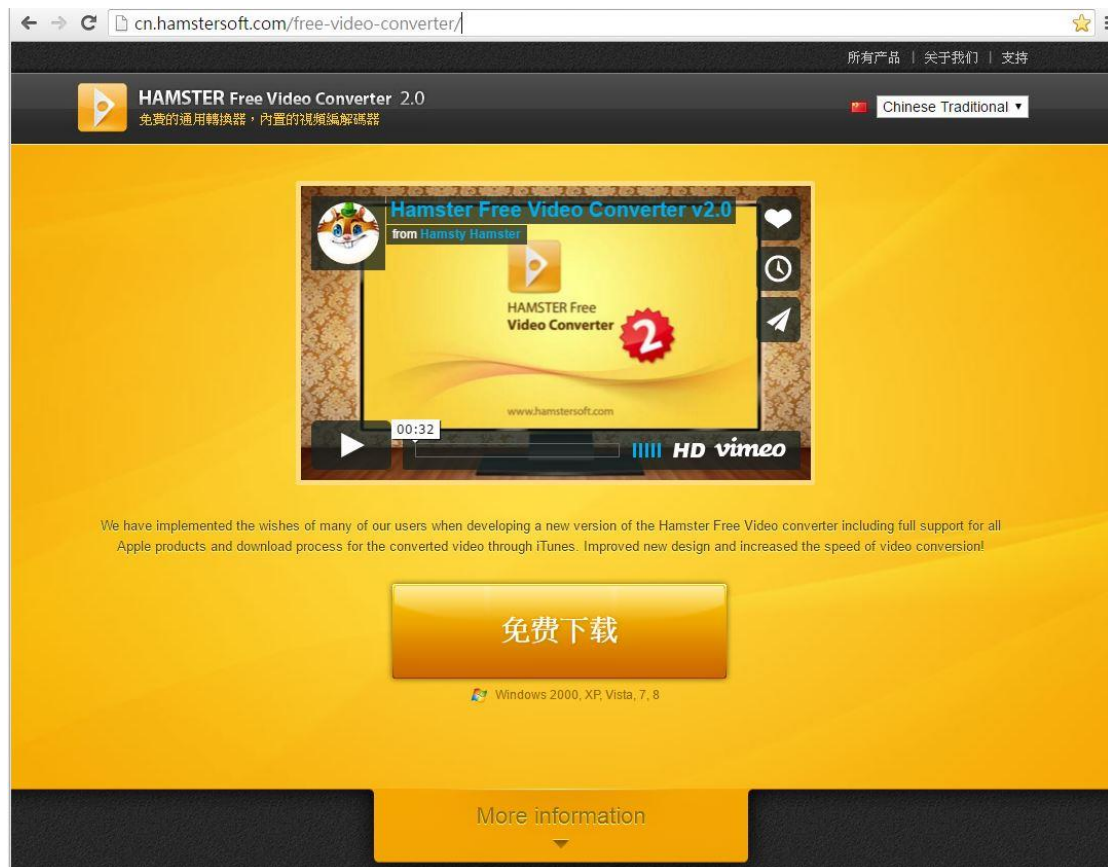 cn.hamstersoft.com/free-video-converter/
所有产品 | 关于我们 | 支持
HAMSTER Free Video Converter 2.0
免費的通用轉換器，內置的視頻編解碼器
Chinese Traditional
Hamster Free Video Converter v2.0
from Hamsty Hamster
HAMSTER Free
Video Converter
2
www.hamstersoft.com
00:32
HD vimeo
We have implemented the wishes of many of our users when developing a new version of the Hamster Free Video converter including full support for all
Apple products and download process for the converted video through iTunes. Improved new design and increased the speed of video conversion!
免费下载
Windows 2000, XP, Vista, 7, 8
More information